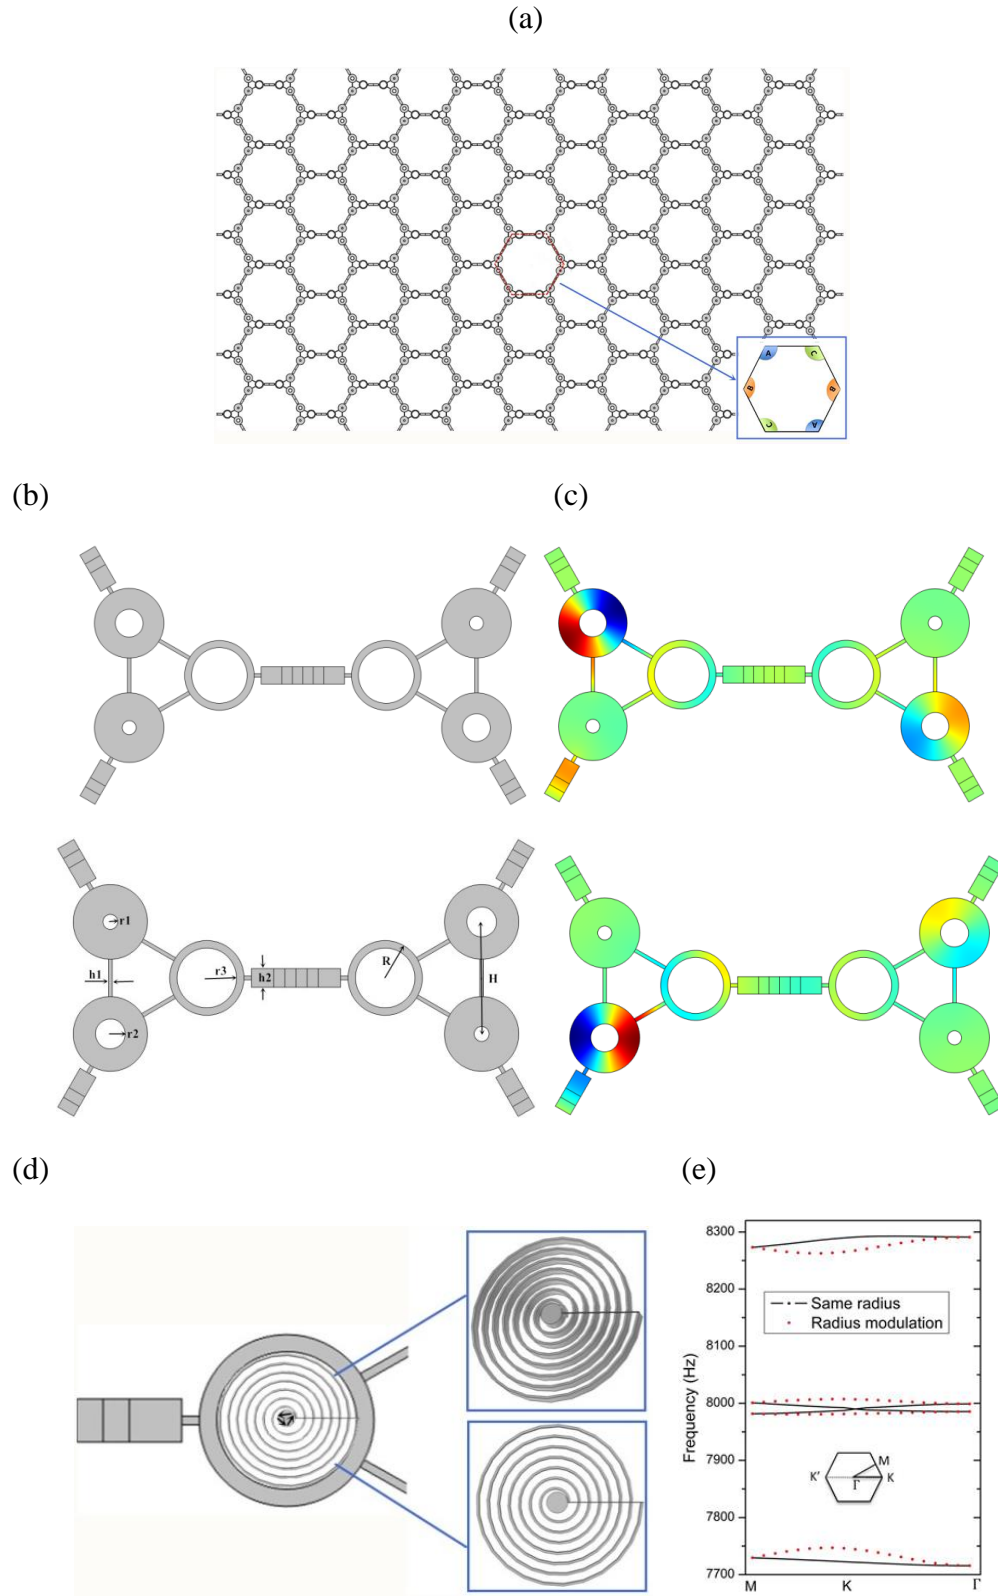 (a)
A
C
B
B
C
A
(b)
(c)
r1
h1
r3
h2
R
H
r2
(d)
(e)
8300
8200
8100
8000
7900
7800
7700
Frequency (Hz)
Same radius
Radius modulation
M
K'
Γ
K
M
K
Γ